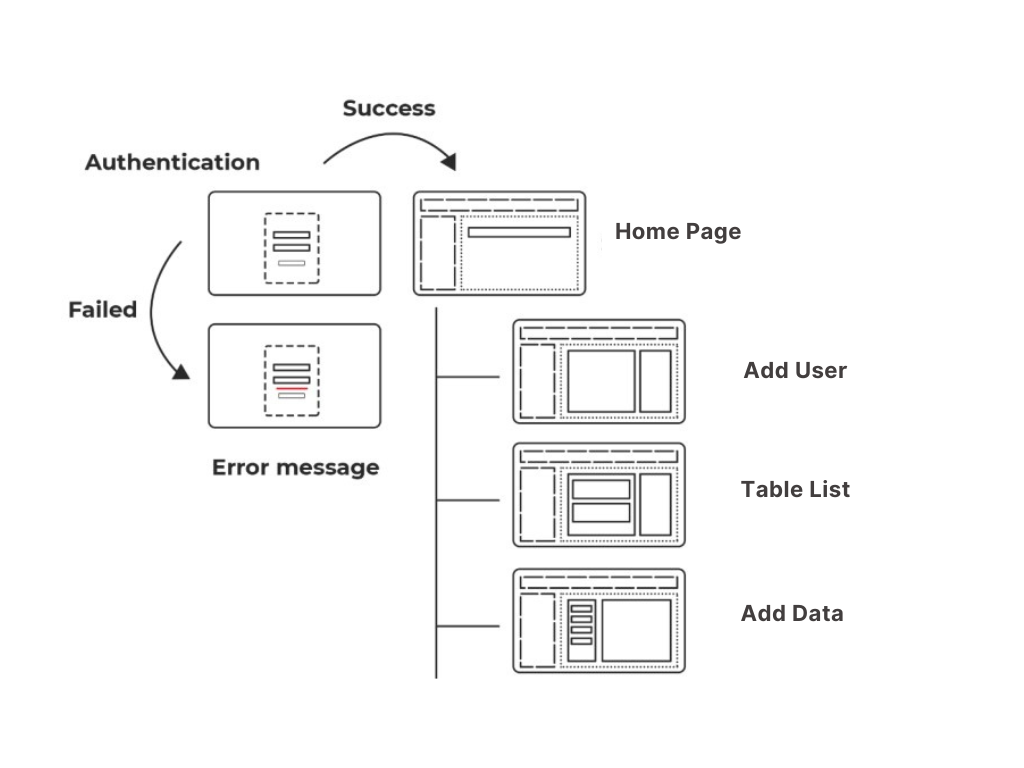 Success
Authentication
Home Page
Failed
Add User
Error message
Table List
Add Data